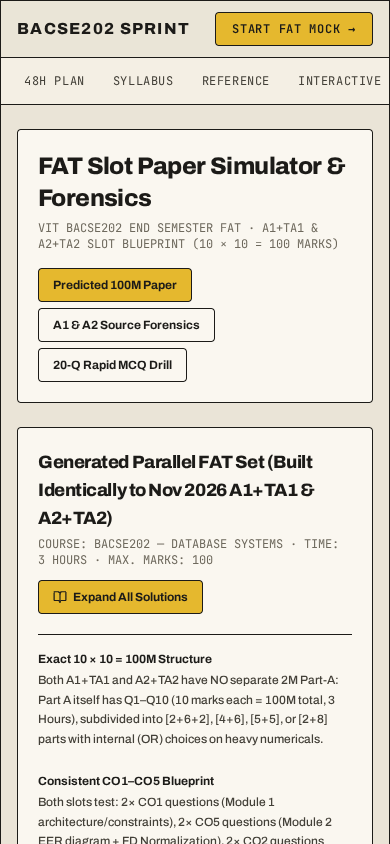 BACSE202 SPRINT
START FAT MOCK →
48H PLAN SYLLABUS REFERENCE INTERACTIVE
FAT Slot Paper Simulator &
Forensics
VIT BACSE202 END SEMESTER FAT · A1+TA1 &
A2+TA2 SLOT BLUEPRINT (10 × 10 = 100 MARKS)
Predicted 100M Paper
A1 & A2 Source Forensics
20-Q Rapid MCQ Drill
Generated Parallel FAT Set (Built
Identically to Nov 2026 A1+TA1 &
A2+TA2)
COURSE: BACSE202 — DATABASE SYSTEMS · TIME:
3 HOURS · MAX. MARKS: 100
Expand All Solutions
Exact 10 × 10 = 100M Structure
Both A1+TA1 and A2+TA2 have NO separate 2M Part-A:
Part A itself has Q1–Q10 (10 marks each = 100M total, 3
Hours), subdivided into [2+6+2], [4+6], [5+5], or [2+8]
parts with internal (OR) choices on heavy numericals.
Consistent CO1–CO5 Blueprint
Both slots test: 2× CO1 questions (Module 1
architecture/constraints), 2× CO5 questions (Module 2
EER diagram + FD Normalization), 2× CO2 questions